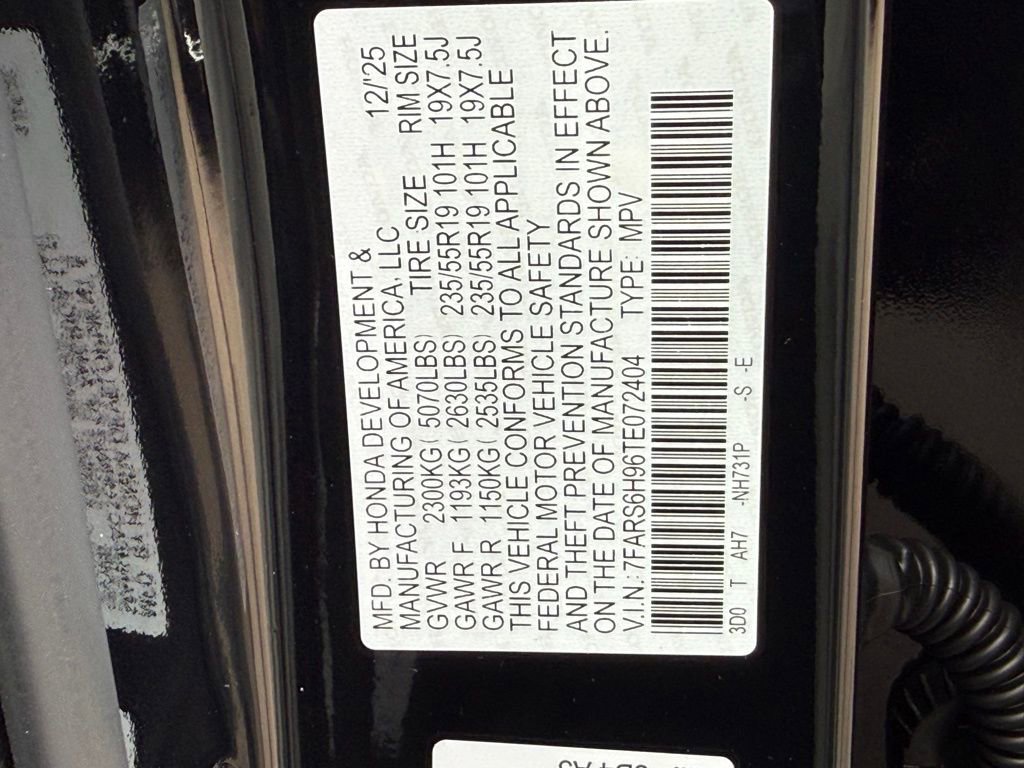 MFD. BY HONDA DEVELOPMENT &
MANUFACTURING OF AMERICA, LLC 12/'25
GVWR 2300KG( 5070LBS) TIRE SIZE RIM SIZE
GAWR F 1193KG( 2630LBS) 235/55R19 101H 19X7.5J
GAWR R 1150KG( 2535LBS) 235/55R19 101H 19X7.5J
THIS VEHICLE CONFORMS TO ALL APPLICABLE
FEDERAL MOTOR VEHICLE SAFETY
AND THEFT PREVENTION STANDARDS IN EFFECT
ON THE DATE OF MANUFACTURE SHOWN ABOVE.
V.I.N.: 7FARS6H96TE072404 TYPE: MPV
3D0 T AH7 -NH731P -S -E